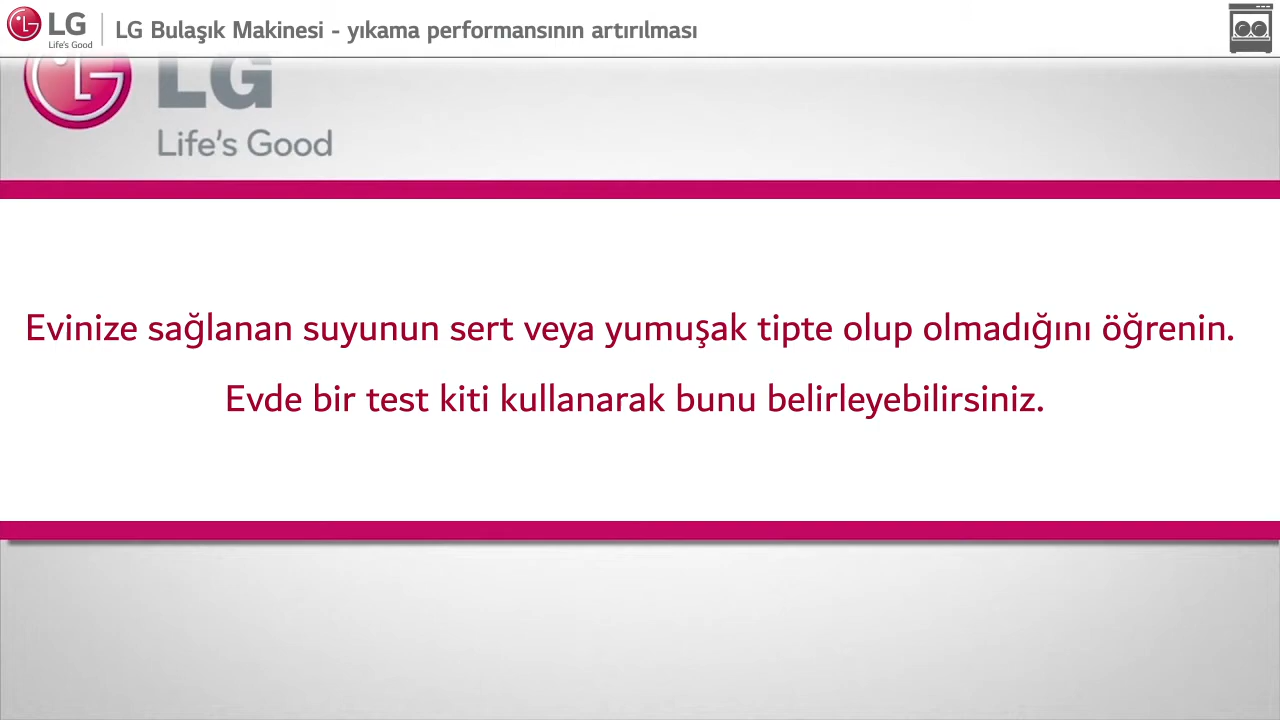 LG
Life's Good
LG Bulaşık Makinesi - yıkama performansının artırılması
LG
Life's Good
Evinize sağlanan suyunun sert veya yumuşak tipte olup olmadığını öğrenin.
Evde bir test kiti kullanarak bunu belirleyebilirsiniz.